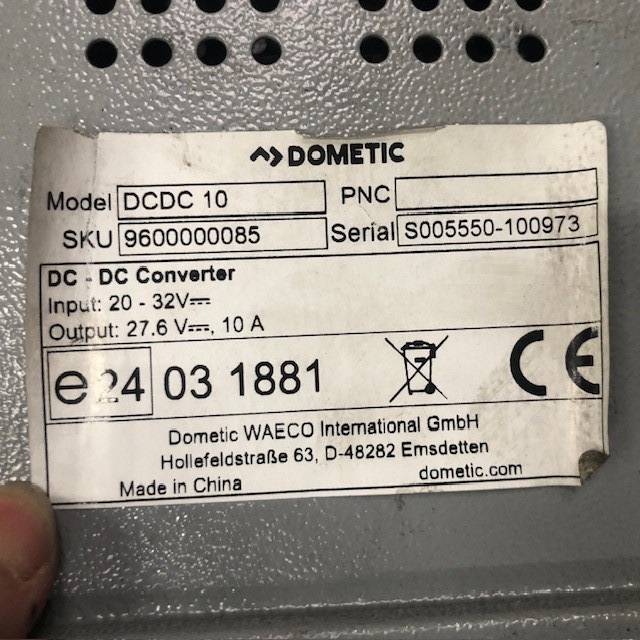 DOMETIC
Model DCDC 10 PNC
SKU 9600000085 Serial S005550-100973
DC - DC Converter
Input: 20 - 32V⎓
Output: 27.6 V⎓, 10 A
e24 03 1881 CE
Dometic WAECO International GmbH
Hollefeldstraße 63, D-48282 Emsdetten
Made in China dometic.com